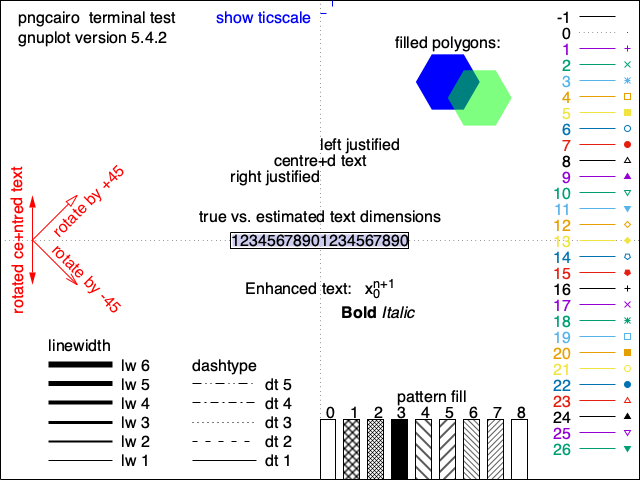 pngcairo terminal test
gnuplot version 5.4.2
show ticscale
filled polygons:
left justified
centre+d text
right justified
rotated ce+ntred text
rotate by +45
rotate by -45
true vs. estimated text dimensions
12345678901234567890
Enhanced text: x₀ⁿ⁺¹
Bold Italic
linewidth
lw 6
lw 5
lw 4
lw 3
lw 2
lw 1
dashtype
dt 5
dt 4
dt 3
dt 2
dt 1
pattern fill
0 1 2 3 4 5 6 7 8
-1
0
1
2
3
4
5
6
7
8
9
10
11
12
13
14
15
16
17
18
19
20
21
22
23
24
25
26